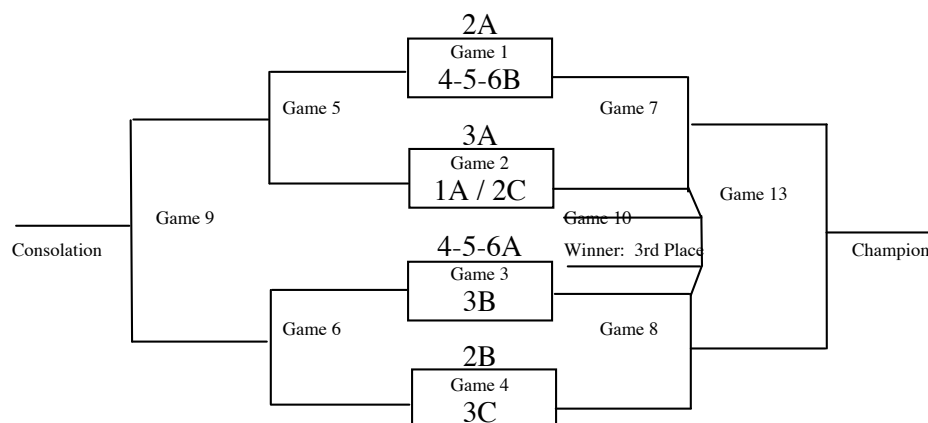 2A
Game 1
4-5-6B
Game 5
Game 7
3A
Game 2
1A / 2C
Game 13
Game 9
Game 10
Consolation
4-5-6A
Winner: 3rd Place
Champion
Game 3
3B
Game 6
Game 8
2B
Game 4
3C